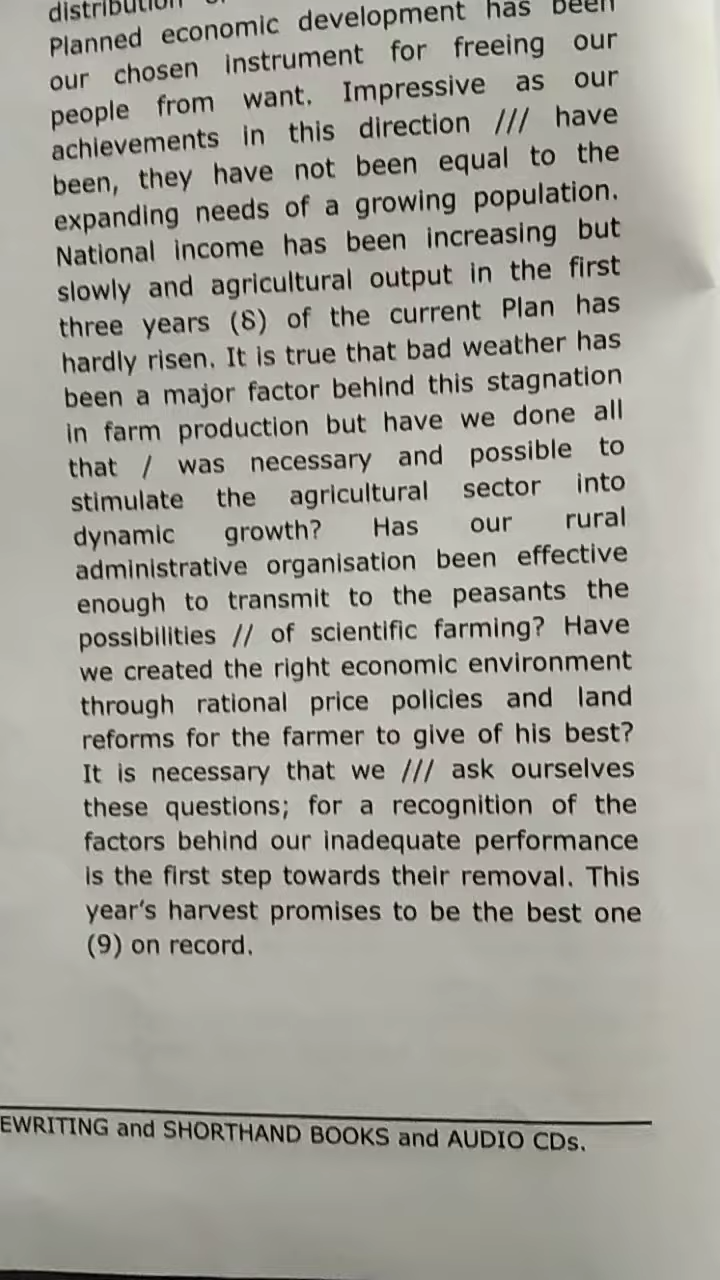 distribution
Planned economic development has been
our chosen instrument for freeing our
people from want. Impressive as our
achievements in this direction /// have
been, they have not been equal to the
expanding needs of a growing population.
National income has been increasing but
slowly and agricultural output in the first
three years (8) of the current Plan has
hardly risen. It is true that bad weather has
been a major factor behind this stagnation
in farm production but have we done all
that / was necessary and possible to
stimulate the agricultural sector into
dynamic growth? Has our rural
administrative organisation been effective
enough to transmit to the peasants the
possibilities // of scientific farming? Have
we created the right economic environment
through rational price policies and land
reforms for the farmer to give of his best?
It is necessary that we /// ask ourselves
these questions; for a recognition of the
factors behind our inadequate performance
is the first step towards their removal. This
year's harvest promises to be the best one
(9) on record.
EWRITING and SHORTHAND BOOKS and AUDIO CDs.